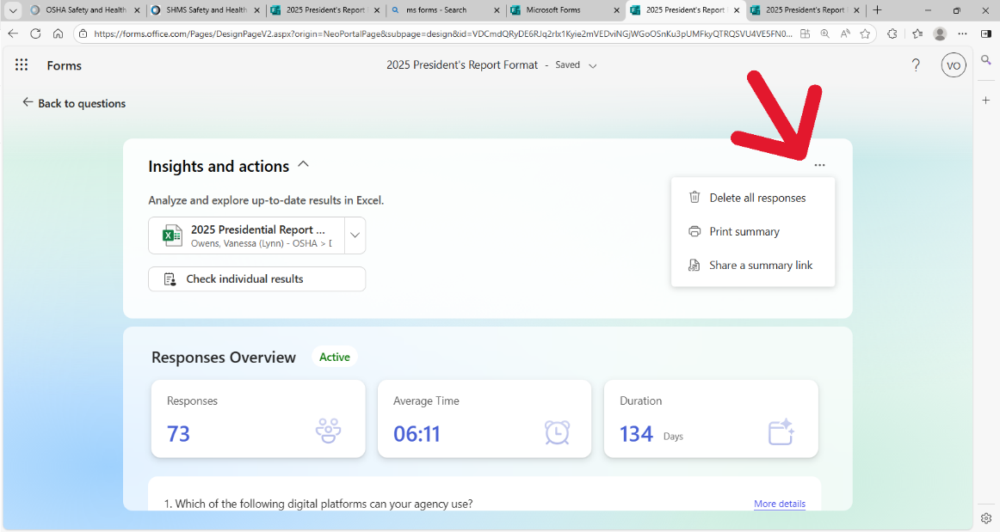 OSHA Safety and Health
SHMS Safety and Health
2025 President's Report
ms forms - Search
Microsoft Forms
2025 President's Report
2025 President's Report
https://forms.office.com/Pages/DesignPageV2.aspx?origin=NeoPortalPage&subpage=design&id=VDCmdQRyDE6RJq2rIx1Kyie2mVEDviNGjWGoOSnKu3pUMFkyQTRQSVU4VE5FN0...
Forms
2025 President's Report Format - Saved
?
VO
Back to questions
Insights and actions
...
Analyze and explore up-to-date results in Excel.
2025 Presidential Report ...
Owens, Vanessa (Lynn) - OSHA > D
Check individual results
Delete all responses
Print summary
Share a summary link
Responses Overview
Active
Responses
73
Average Time
06:11
Duration
134 Days
1. Which of the following digital platforms can your agency use?
More details